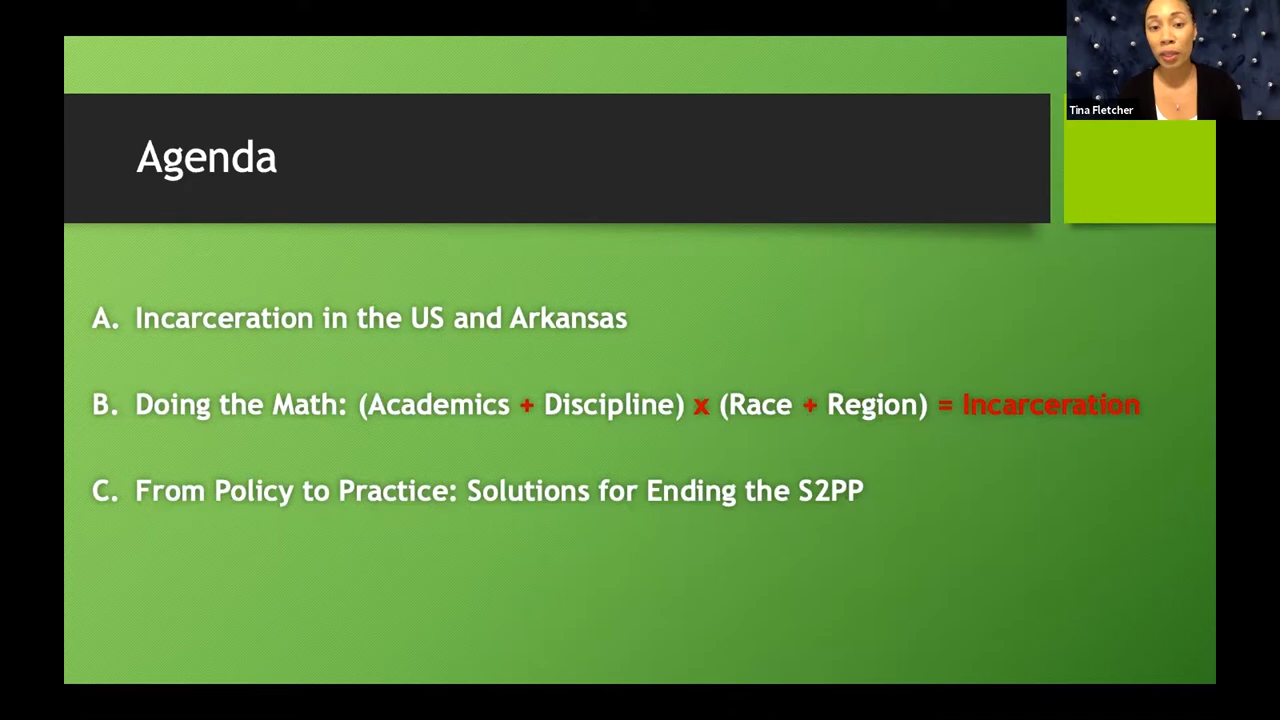 Tina Fletcher
Agenda
A. Incarceration in the US and Arkansas
B. Doing the Math: (Academics + Discipline) x (Race + Region) = Incarceration
C. From Policy to Practice: Solutions for Ending the S2PP